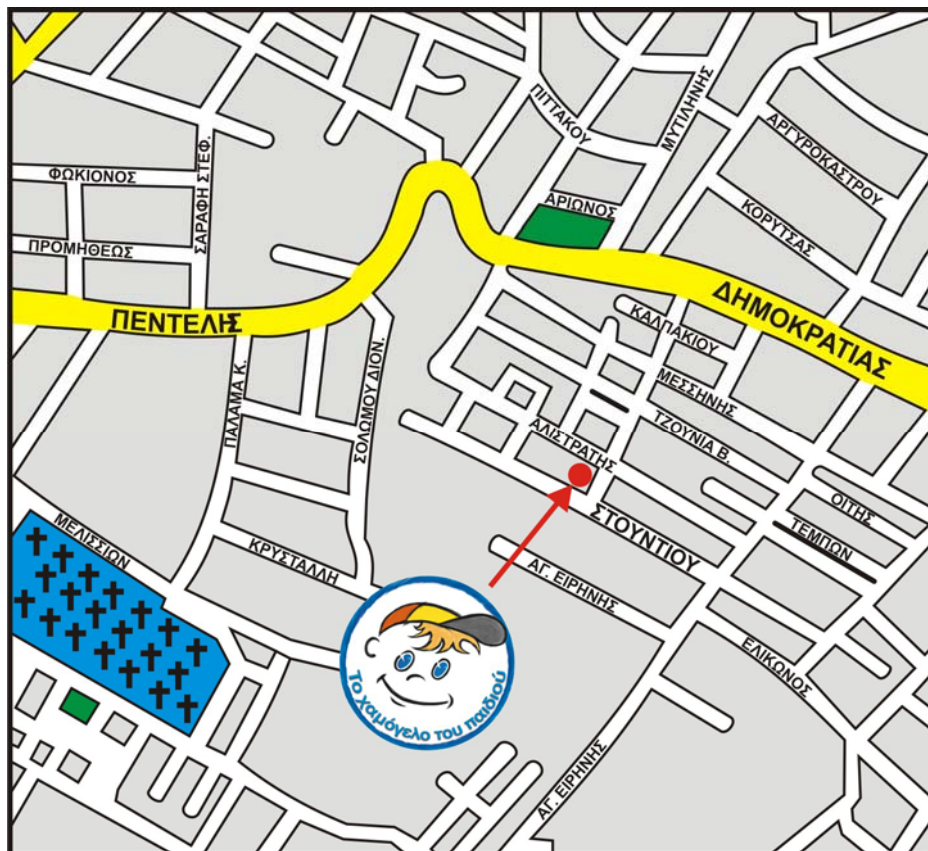 ΠΙΤΤΑΚΟΥ
ΜΥΤΙΛΗΝΗΣ
ΑΡΓΥΡΟΚΑΣΤΡΟΥ
ΦΩΚΙΟΝΟΣ
ΣΑΡΑΦΗ ΣΤΕΦ.
ΑΡΙΩΝΟΣ
ΚΟΡΥΤΣΑΣ
ΠΡΟΜΗΘΕΩΣ
ΠΕΝΤΕΛΗΣ
ΔΗΜΟΚΡΑΤΙΑΣ
ΚΑΛΠΑΚΙΟΥ
ΠΑΛΑΜΑ Κ.
ΣΟΛΩΜΟΥ ΔΙΟΝ.
ΜΕΣΣΗΝΗΣ
ΤΖΟΥΝΙΑ Β.
ΑΛΙΣΤΡΑΤΗΣ
ΟΙΤΗΣ
ΣΤΟΥΝΤΙΟΥ
ΤΕΜΠΩΝ
ΜΕΛΙΣΣΙΩΝ
ΚΡΥΣΤΑΛΛΗ
ΑΓ. ΕΙΡΗΝΗΣ
ΕΛΙΚΩΝΟΣ
Το χαμόγελο του παιδιού
ΑΓ. ΕΙΡΗΝΗΣ